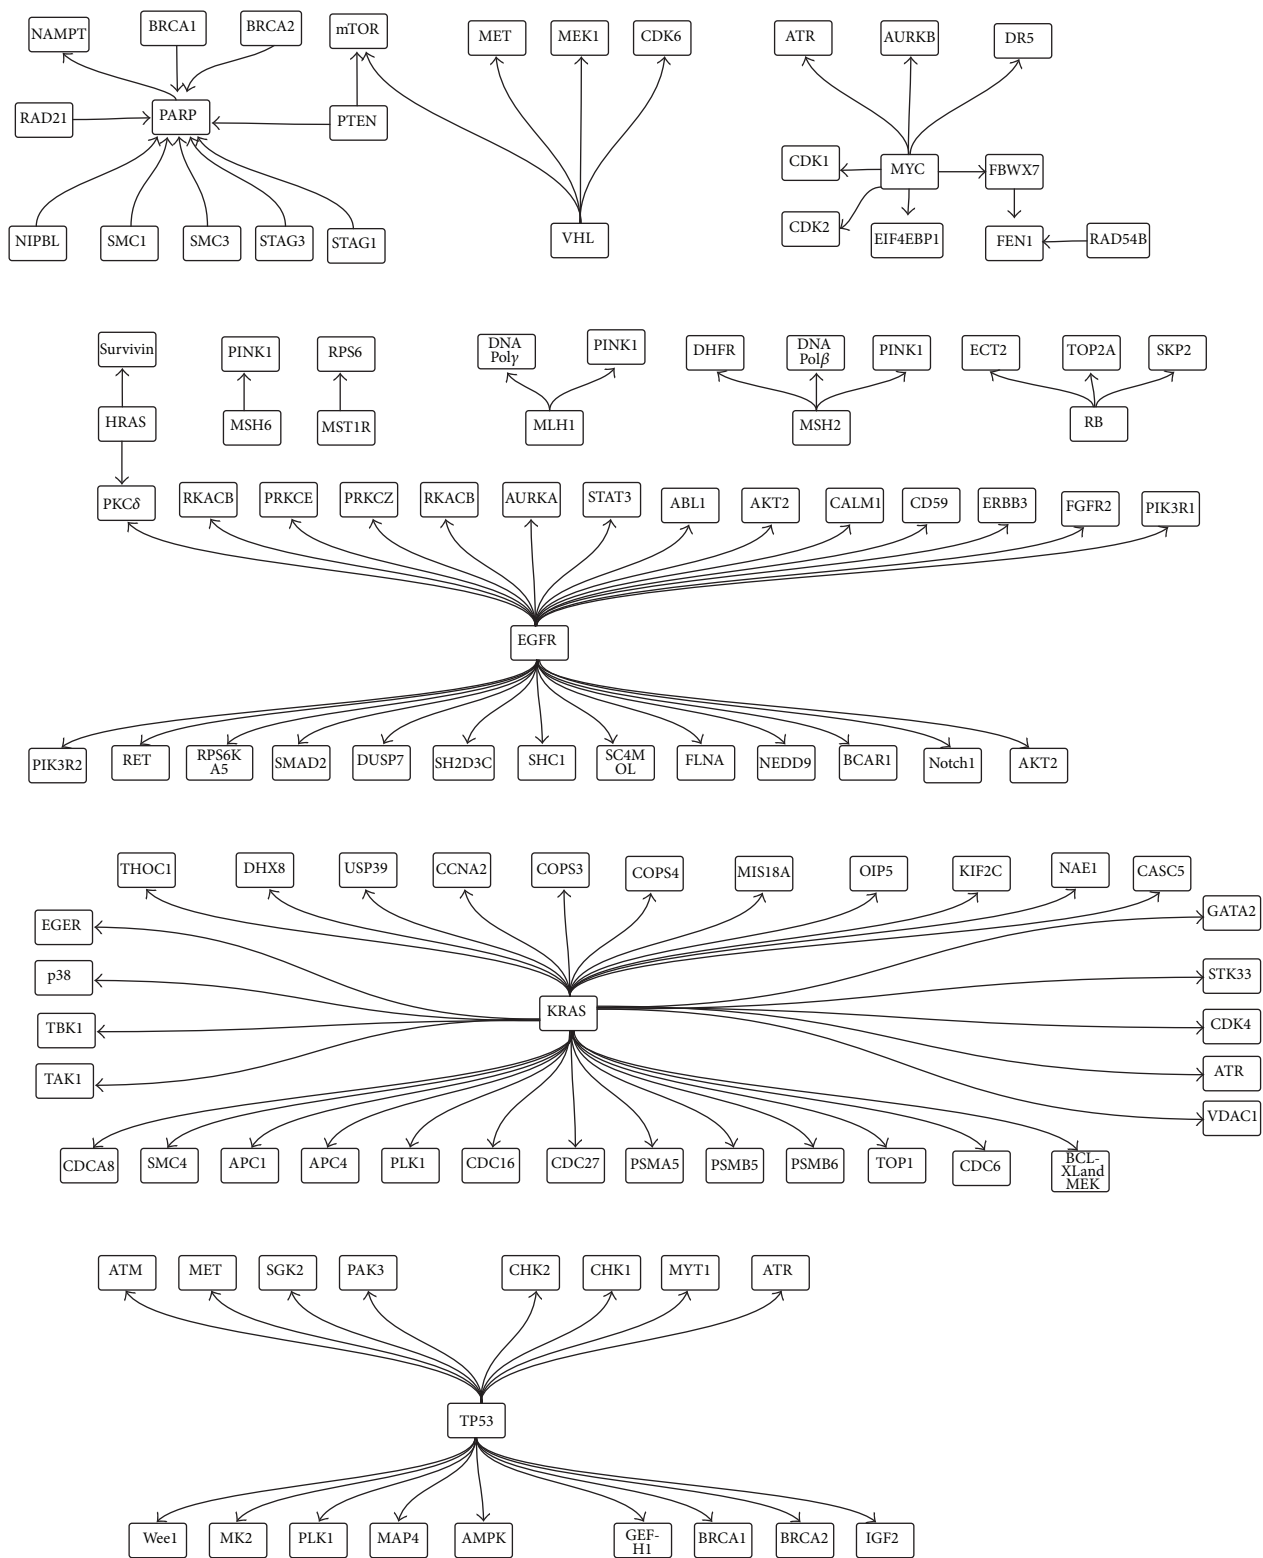 NAMPT
BRCA1
BRCA2
mTOR
MET
MEK1
CDK6
ATR
AURKB
DR5
RAD21
PARP
PTEN
CDK1
MYC
FBWX7
NIPBL
SMC1
SMC3
STAG3
STAG1
VHL
CDK2
EIF4EBP1
FEN1
RAD54B
Survivin
PINK1
RPS6
DNA
Polγ
PINK1
DHFR
DNA
Polβ
PINK1
ECT2
TOP2A
SKP2
HRAS
MSH6
MST1R
MLH1
MSH2
RB
PKCδ
RKACB
PRKCE
PRKCZ
RKACB
AURKA
STAT3
ABL1
AKT2
CALM1
CD59
ERBB3
FGFR2
PIK3R1
EGFR
PIK3R2
RET
RPS6K
A5
SMAD2
DUSP7
SH2D3C
SHC1
SC4M
OL
FLNA
NEDD9
BCAR1
Notch1
AKT2
THOC1
DHX8
USP39
CCNA2
COPS3
COPS4
MIS18A
OIP5
KIF2C
NAE1
CASC5
EGER
GATA2
p38
STK33
KRAS
TBK1
CDK4
TAK1
ATR
VDAC1
CDCA8
SMC4
APC1
APC4
PLK1
CDC16
CDC27
PSMA5
PSMB5
PSMB6
TOP1
CDC6
BCL-
XLand
MEK
ATM
MET
SGK2
PAK3
CHK2
CHK1
MYT1
ATR
TP53
Wee1
MK2
PLK1
MAP4
AMPK
GEF-
H1
BRCA1
BRCA2
IGF2